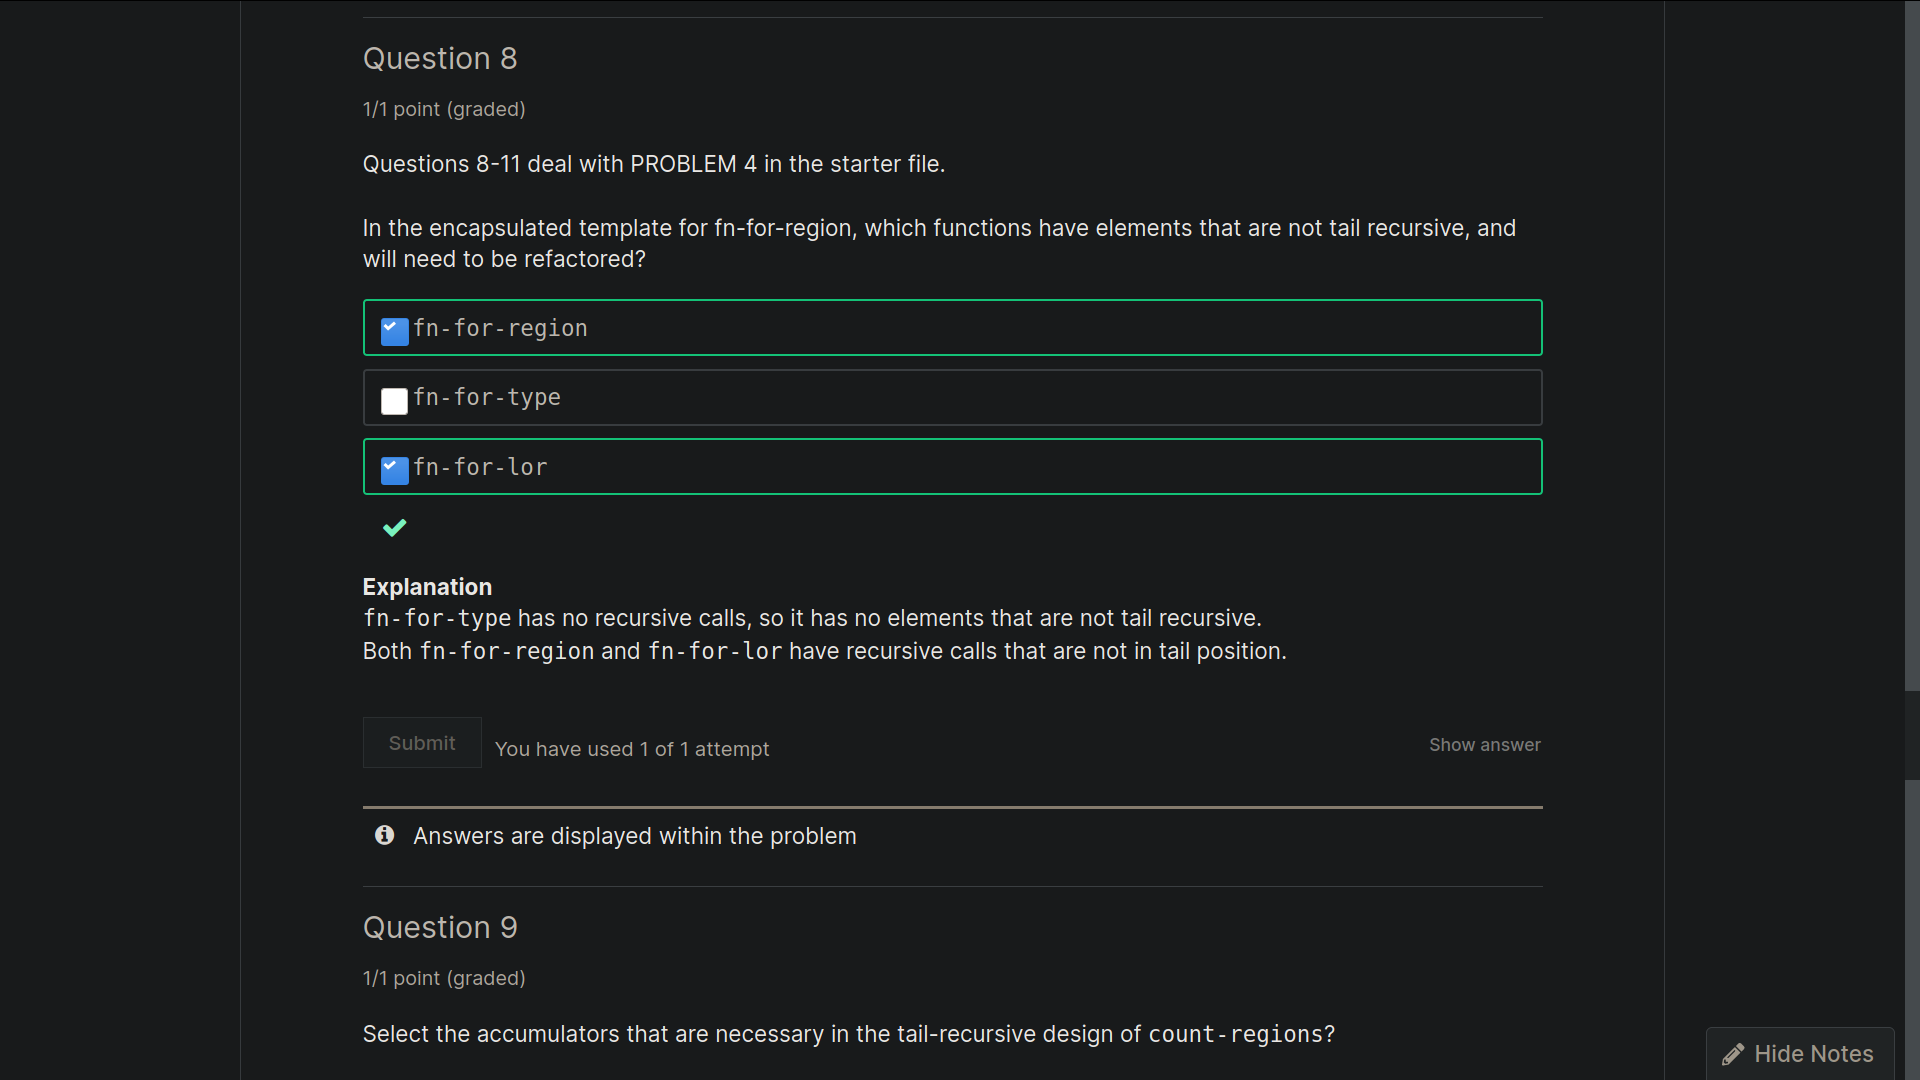 Question 8
1/1 point (graded)
Questions 8-11 deal with PROBLEM 4 in the starter file.
In the encapsulated template for fn-for-region, which functions have elements that are not tail recursive, and
will need to be refactored?
fn-for-region
fn-for-type
fn-for-lor
Explanation
fn-for-type has no recursive calls, so it has no elements that are not tail recursive.
Both fn-for-region and fn-for-lor have recursive calls that are not in tail position.
Submit
You have used 1 of 1 attempt
Show answer
Answers are displayed within the problem
Question 9
1/1 point (graded)
Select the accumulators that are necessary in the tail-recursive design of count-regions?
Hide Notes